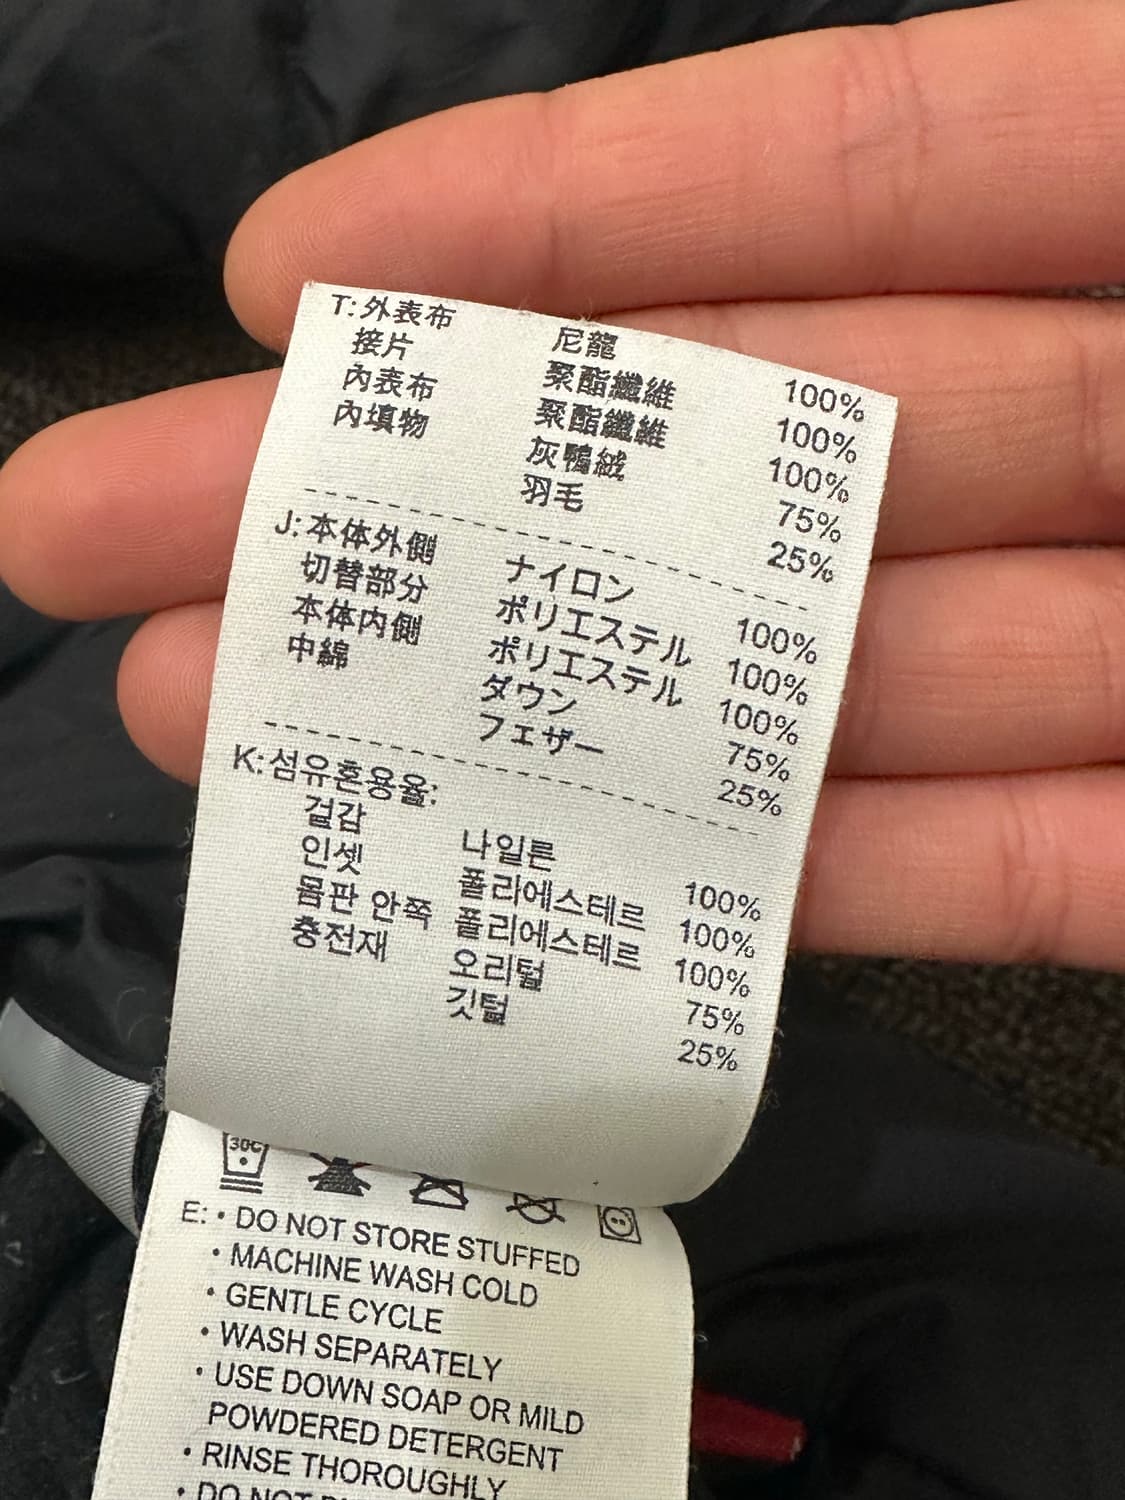 T: 外表布 尼龍 100%
接片 聚酯纖維 100%
內表布 聚酯纖維 100%
內填物 灰鴨絨 75%
羽毛 25%
J: 本体外側 ナイロン 100%
切替部分 ポリエステル 100%
本体内側 ポリエステル 100%
中綿 ダウン 75%
フェザー 25%
K: 섬유혼용율:
겉감 나일론 100%
인셋 폴리에스테르 100%
몸판 안쪽 폴리에스테르 100%
충전재 오리털 75%
깃털 25%
30C
E: • DO NOT STORE STUFFED
• MACHINE WASH COLD
• GENTLE CYCLE
• WASH SEPARATELY
• USE DOWN SOAP OR MILD
POWDERED DETERGENT
• RINSE THOROUGHLY
• DO NOT